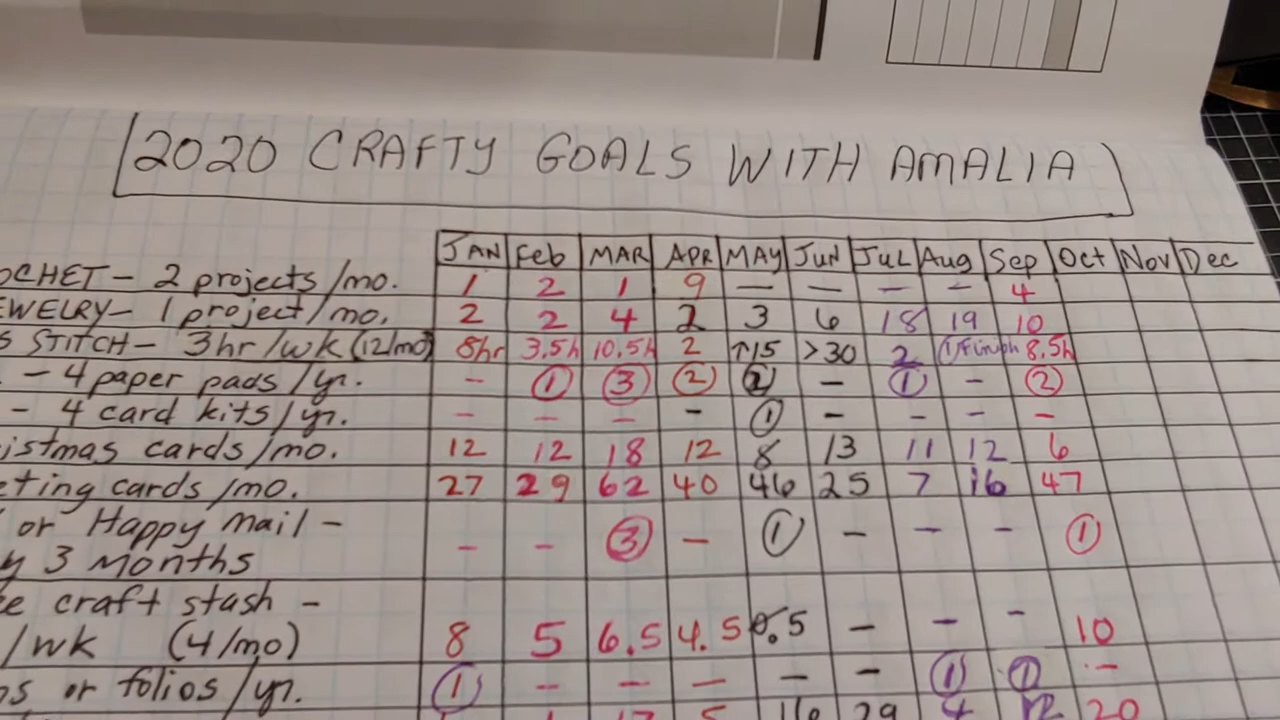 2020 CRAFTY GOALS WITH AMALIA
JAN Feb MAR APR MAY Jun Jul Aug Sep Oct Nov Dec
OCHET - 2 projects /mo. 1 2 1 9 — — — — 4
EWELRY - 1 project / mo. 2 2 4 2 3 6 18 19 10
S STITCH - 3hr /wk (12/mo) 8hr 3.5h 10.5h 2 ↑15 >30 2 ① Finish 8.5h
- 4 paper pads / yr. - ① ③ ② ② - ① - ②
- 4 card kits / yr. - - - - ① - - - -
istmas cards /mo. 12 12 18 12 8 13 11 12 6
eting cards /mo. 27 29 62 40 46 25 7 16 47
or Happy Mail -
y 3 MONTHS - - ③ - ① - - - ①
e craft stash -
/wk (4/mo) 8 5 6.5 4.5 0.5 - - - 10
os or folios / yr. ① - - - - - ① ① -